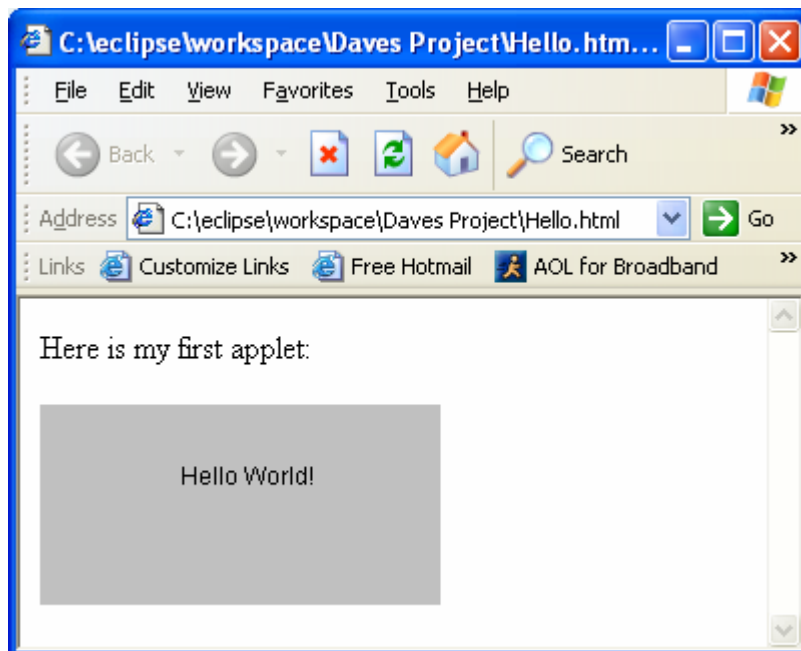 C:\eclipse\workspace\Daves Project\Hello.htm...
File Edit View Favorites Tools Help
Back Search »
Address C:\eclipse\workspace\Daves Project\Hello.html Go
Links Customize Links Free Hotmail AOL for Broadband »
Here is my first applet:
Hello World!